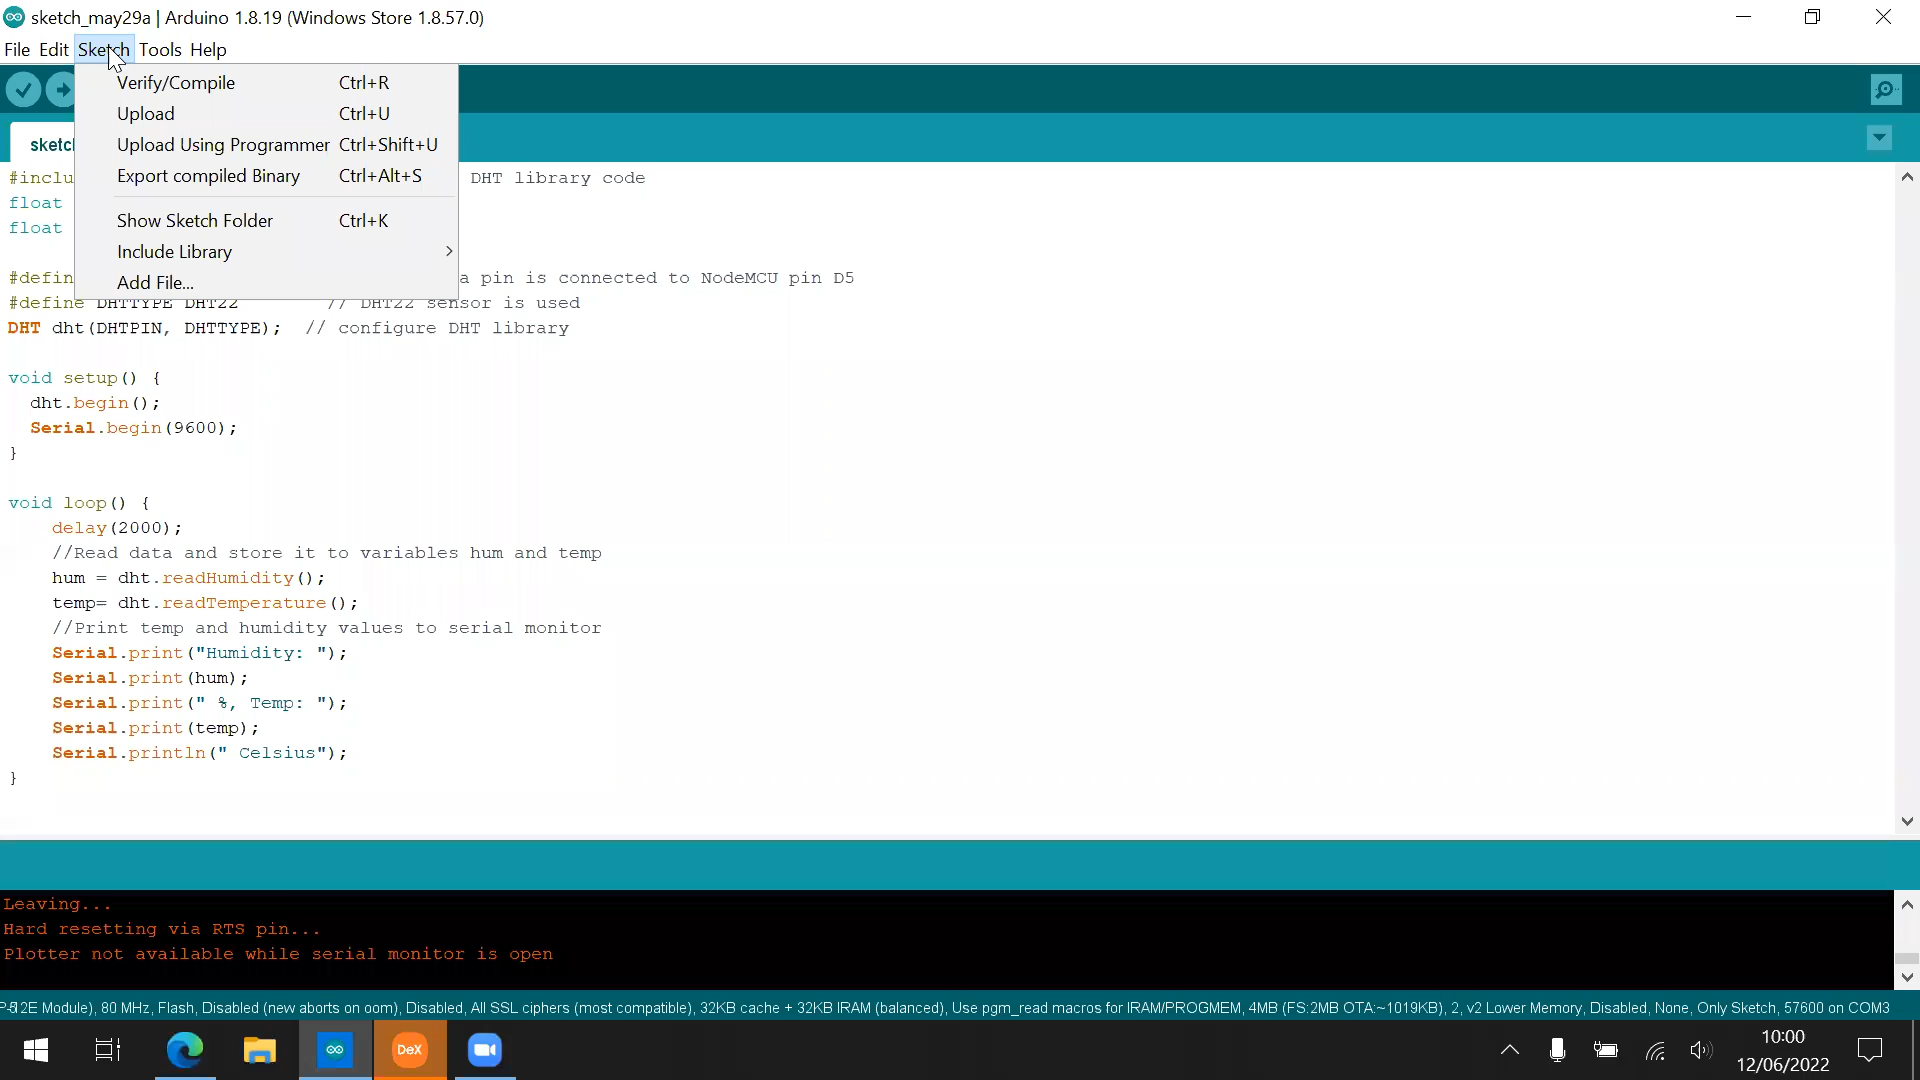 sketch_may29a | Arduino 1.8.19 (Windows Store 1.8.57.0)
File Edit Sketch Tools Help
Verify/Compile Ctrl+R
Upload Ctrl+U
Upload Using Programmer Ctrl+Shift+U
Export compiled Binary Ctrl+Alt+S
Show Sketch Folder Ctrl+K
Include Library
Add File...
sketc
#inclu DHT library code
float
float
#defin a pin is connected to NodeMCU pin D5
#define DHTTYPE DHT22 // DHT22 sensor is used
DHT dht(DHTPIN, DHTTYPE); // configure DHT library
void setup() {
dht.begin();
Serial.begin(9600);
}
void loop() {
delay(2000);
//Read data and store it to variables hum and temp
hum = dht.readHumidity();
temp= dht.readTemperature();
//Print temp and humidity values to serial monitor
Serial.print("Humidity: ");
Serial.print(hum);
Serial.print(" %, Temp: ");
Serial.print(temp);
Serial.println(" Celsius");
}
Leaving...
Hard resetting via RTS pin...
Plotter not available while serial monitor is open
2E Module), 80 MHz, Flash, Disabled (new aborts on oom), Disabled, All SSL ciphers (most compatible), 32KB cache + 32KB IRAM (balanced), Use pgm_read macros for IRAM/PROGMEM, 4MB (FS:2MB OTA:~1019KB), 2, v2 Lower Memory, Disabled, None, Only Sketch, 57600 on COM3
DeX
10:00
12/06/2022